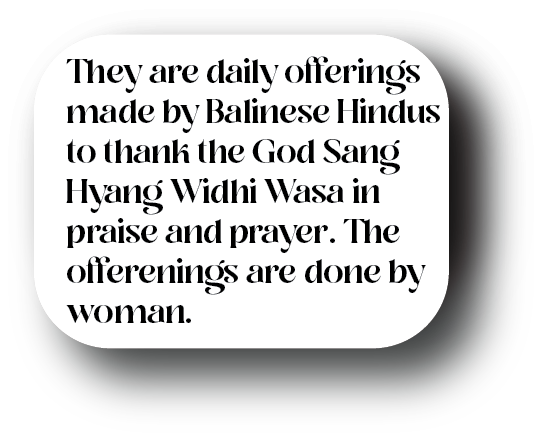 They are daily offerings
made by Balinese Hindus
to thank the God Sang
Hyang Widhi Wasa in
praise and prayer. The
offerenings are done by
woman.